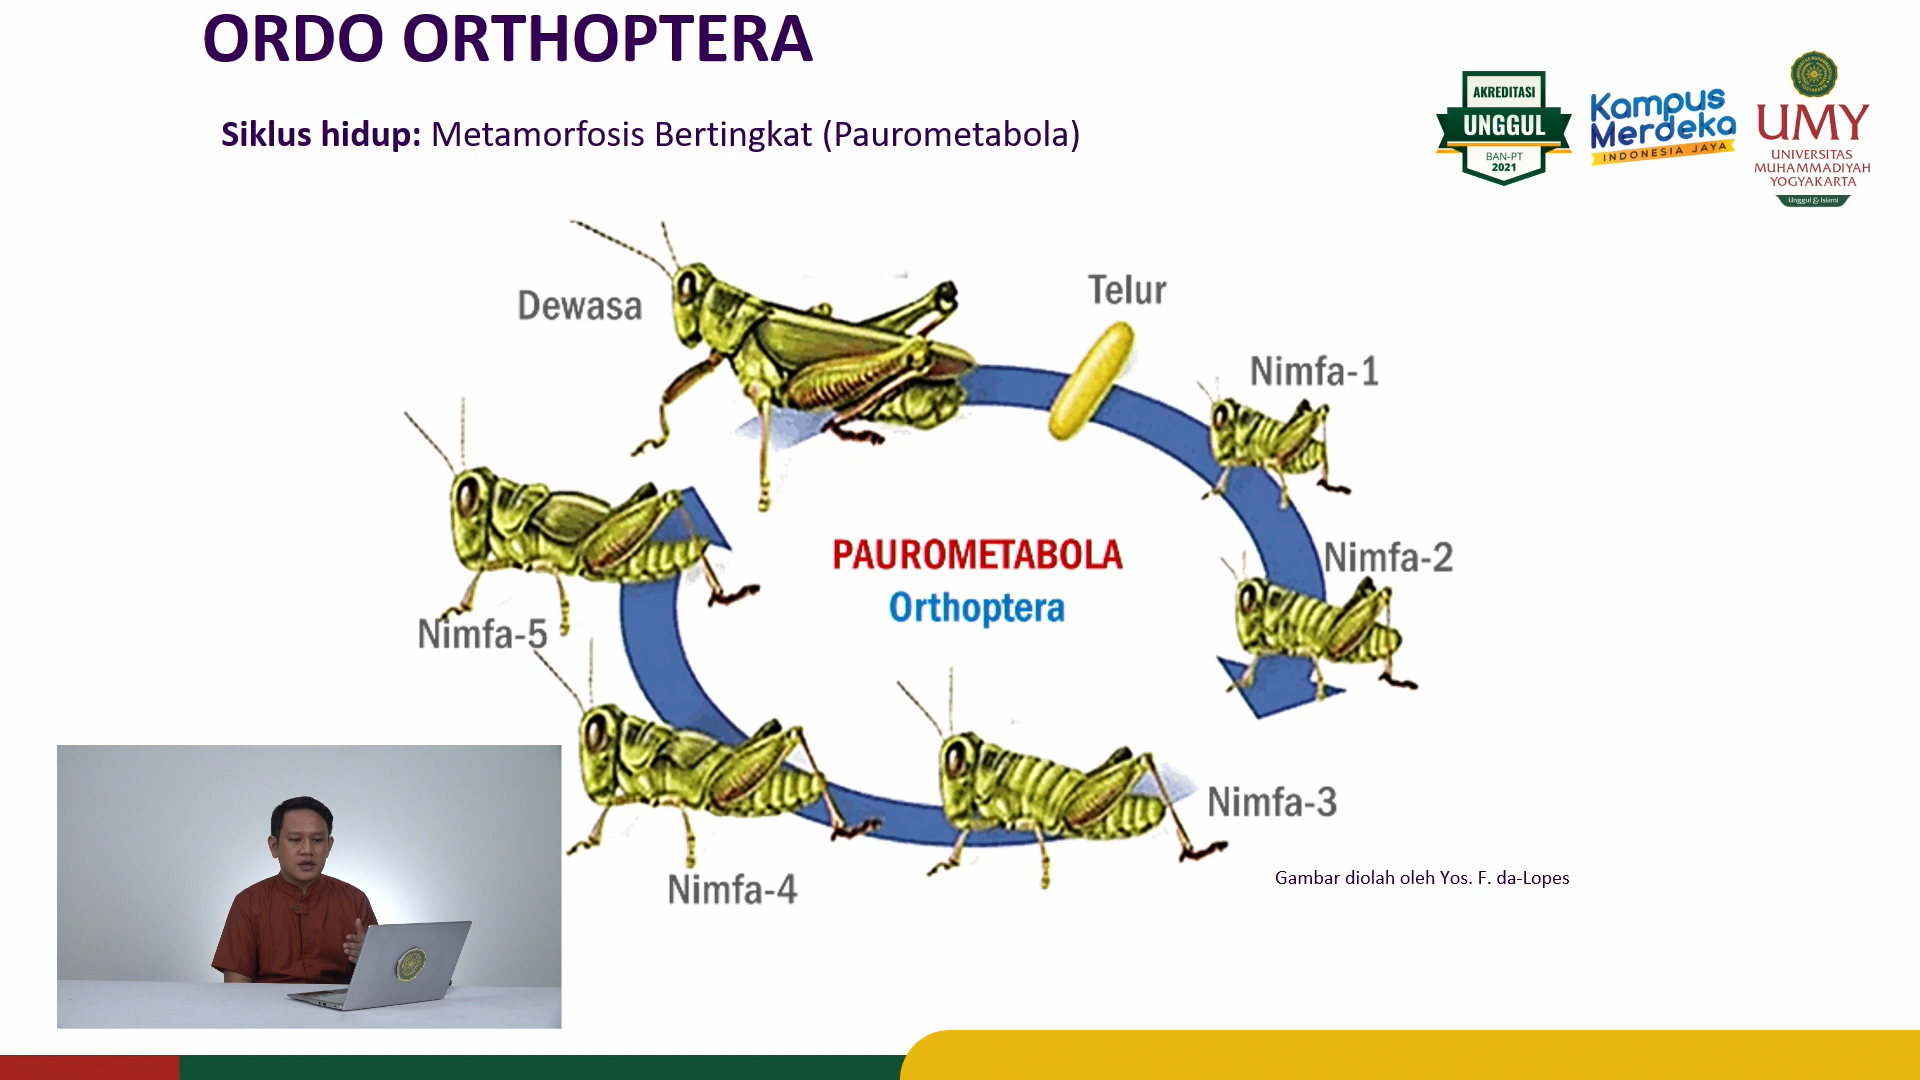 ORDO ORTHOPTERA
Siklus hidup: Metamorfosis Bertingkat (Paurometabola)
AKREDITASI
UNGGUL
BAN-PT
2021
Kampus
Merdeka
INDONESIA JAYA
UMY
UNIVERSITAS
MUHAMMADIYAH
YOGYAKARTA
Unggul & Islami
Dewasa
Telur
Nimfa-1
Nimfa-2
PAUROMETABOLA
Orthoptera
Nimfa-5
Nimfa-3
Nimfa-4
Gambar diolah oleh Yos. F. da-Lopes